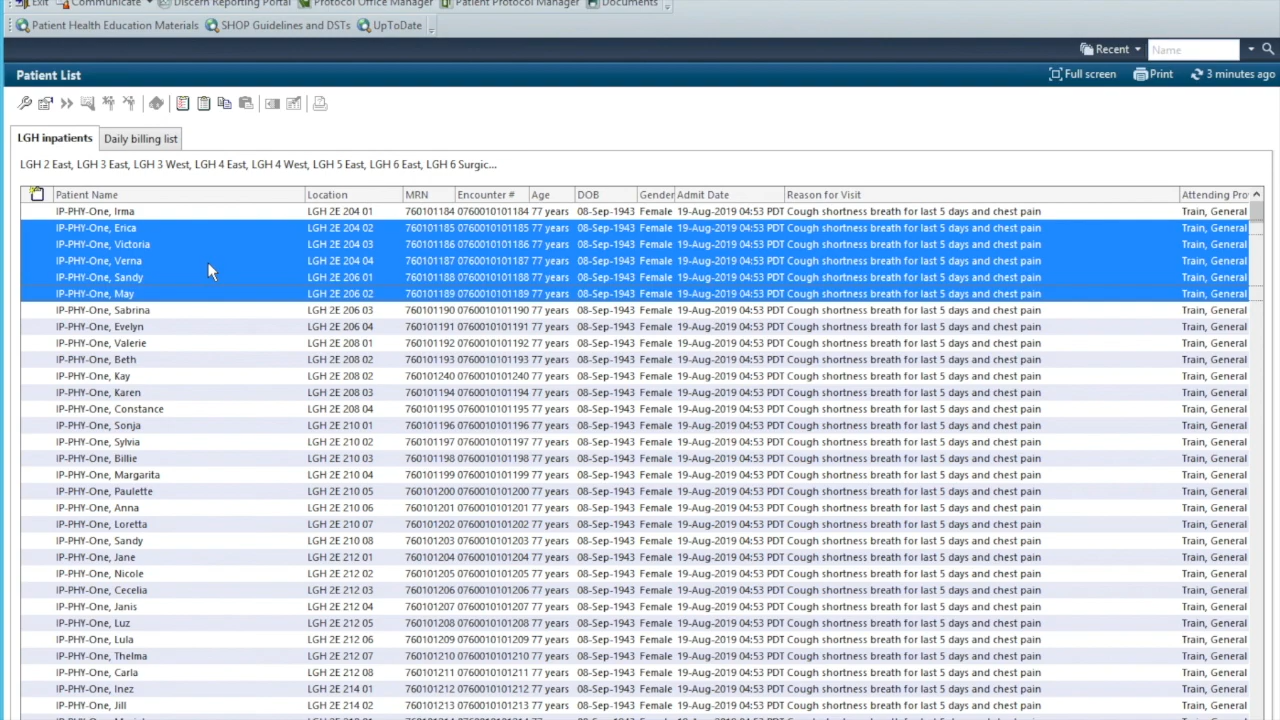 Exit Communicate Discern Reporting Portal Protocol Office Manager Patient Protocol Manager Documents
Patient Health Education Materials SHOP Guidelines and DSTs UpToDate
Recent Name
Patient List Full screen Print 3 minutes ago
LGH inpatients Daily billing list
LGH 2 East, LGH 3 East, LGH 3 West, LGH 4 East, LGH 4 West, LGH 5 East, LGH 6 East, LGH 6 Surgic...
Patient Name Location MRN Encounter # Age DOB Gender Admit Date Reason for Visit Attending Pro
IP-PHY-One, Irma LGH 2E 204 01 760101184 0760010101184 77 years 08-Sep-1943 Female 19-Aug-2019 04:53 PDT Cough shortness breath for last 5 days and chest pain Train, General
IP-PHY-One, Erica LGH 2E 204 02 760101185 0760010101185 77 years 08-Sep-1943 Female 19-Aug-2019 04:53 PDT Cough shortness breath for last 5 days and chest pain Train, General
IP-PHY-One, Victoria LGH 2E 204 03 760101186 0760010101186 77 years 08-Sep-1943 Female 19-Aug-2019 04:53 PDT Cough shortness breath for last 5 days and chest pain Train, General
IP-PHY-One, Verna LGH 2E 204 04 760101187 0760010101187 77 years 08-Sep-1943 Female 19-Aug-2019 04:53 PDT Cough shortness breath for last 5 days and chest pain Train, General
IP-PHY-One, Sandy LGH 2E 206 01 760101188 0760010101188 77 years 08-Sep-1943 Female 19-Aug-2019 04:53 PDT Cough shortness breath for last 5 days and chest pain Train, General
IP-PHY-One, May LGH 2E 206 02 760101189 0760010101189 77 years 08-Sep-1943 Female 19-Aug-2019 04:53 PDT Cough shortness breath for last 5 days and chest pain Train, General
IP-PHY-One, Sabrina LGH 2E 206 03 760101190 0760010101190 77 years 08-Sep-1943 Female 19-Aug-2019 04:53 PDT Cough shortness breath for last 5 days and chest pain Train, General
IP-PHY-One, Evelyn LGH 2E 206 04 760101191 0760010101191 77 years 08-Sep-1943 Female 19-Aug-2019 04:53 PDT Cough shortness breath for last 5 days and chest pain Train, General
IP-PHY-One, Valerie LGH 2E 208 01 760101192 0760010101192 77 years 08-Sep-1943 Female 19-Aug-2019 04:53 PDT Cough shortness breath for last 5 days and chest pain Train, General
IP-PHY-One, Beth LGH 2E 208 02 760101193 0760010101193 77 years 08-Sep-1943 Female 19-Aug-2019 04:53 PDT Cough shortness breath for last 5 days and chest pain Train, General
IP-PHY-One, Kay LGH 2E 208 02 760101240 0760010101240 77 years 08-Sep-1943 Female 19-Aug-2019 04:53 PDT Cough shortness breath for last 5 days and chest pain Train, General
IP-PHY-One, Karen LGH 2E 208 03 760101194 0760010101194 77 years 08-Sep-1943 Female 19-Aug-2019 04:53 PDT Cough shortness breath for last 5 days and chest pain Train, General
IP-PHY-One, Constance LGH 2E 208 04 760101195 0760010101195 77 years 08-Sep-1943 Female 19-Aug-2019 04:53 PDT Cough shortness breath for last 5 days and chest pain Train, General
IP-PHY-One, Sonja LGH 2E 210 01 760101196 0760010101196 77 years 08-Sep-1943 Female 19-Aug-2019 04:53 PDT Cough shortness breath for last 5 days and chest pain Train, General
IP-PHY-One, Sylvia LGH 2E 210 02 760101197 0760010101197 77 years 08-Sep-1943 Female 19-Aug-2019 04:53 PDT Cough shortness breath for last 5 days and chest pain Train, General
IP-PHY-One, Billie LGH 2E 210 03 760101198 0760010101198 77 years 08-Sep-1943 Female 19-Aug-2019 04:53 PDT Cough shortness breath for last 5 days and chest pain Train, General
IP-PHY-One, Margarita LGH 2E 210 04 760101199 0760010101199 77 years 08-Sep-1943 Female 19-Aug-2019 04:53 PDT Cough shortness breath for last 5 days and chest pain Train, General
IP-PHY-One, Paulette LGH 2E 210 05 760101200 0760010101200 77 years 08-Sep-1943 Female 19-Aug-2019 04:53 PDT Cough shortness breath for last 5 days and chest pain Train, General
IP-PHY-One, Anna LGH 2E 210 06 760101201 0760010101201 77 years 08-Sep-1943 Female 19-Aug-2019 04:53 PDT Cough shortness breath for last 5 days and chest pain Train, General
IP-PHY-One, Loretta LGH 2E 210 07 760101202 0760010101202 77 years 08-Sep-1943 Female 19-Aug-2019 04:53 PDT Cough shortness breath for last 5 days and chest pain Train, General
IP-PHY-One, Sandy LGH 2E 210 08 760101203 0760010101203 77 years 08-Sep-1943 Female 19-Aug-2019 04:53 PDT Cough shortness breath for last 5 days and chest pain Train, General
IP-PHY-One, Jane LGH 2E 212 01 760101204 0760010101204 77 years 08-Sep-1943 Female 19-Aug-2019 04:53 PDT Cough shortness breath for last 5 days and chest pain Train, General
IP-PHY-One, Nicole LGH 2E 212 02 760101205 0760010101205 77 years 08-Sep-1943 Female 19-Aug-2019 04:53 PDT Cough shortness breath for last 5 days and chest pain Train, General
IP-PHY-One, Cecelia LGH 2E 212 03 760101206 0760010101206 77 years 08-Sep-1943 Female 19-Aug-2019 04:53 PDT Cough shortness breath for last 5 days and chest pain Train, General
IP-PHY-One, Janis LGH 2E 212 04 760101207 0760010101207 77 years 08-Sep-1943 Female 19-Aug-2019 04:53 PDT Cough shortness breath for last 5 days and chest pain Train, General
IP-PHY-One, Luz LGH 2E 212 05 760101208 0760010101208 77 years 08-Sep-1943 Female 19-Aug-2019 04:53 PDT Cough shortness breath for last 5 days and chest pain Train, General
IP-PHY-One, Lula LGH 2E 212 06 760101209 0760010101209 77 years 08-Sep-1943 Female 19-Aug-2019 04:53 PDT Cough shortness breath for last 5 days and chest pain Train, General
IP-PHY-One, Thelma LGH 2E 212 07 760101210 0760010101210 77 years 08-Sep-1943 Female 19-Aug-2019 04:53 PDT Cough shortness breath for last 5 days and chest pain Train, General
IP-PHY-One, Carla LGH 2E 212 08 760101211 0760010101211 77 years 08-Sep-1943 Female 19-Aug-2019 04:53 PDT Cough shortness breath for last 5 days and chest pain Train, General
IP-PHY-One, Inez LGH 2E 214 01 760101212 0760010101212 77 years 08-Sep-1943 Female 19-Aug-2019 04:53 PDT Cough shortness breath for last 5 days and chest pain Train, General
IP-PHY-One, Jill LGH 2E 214 02 760101213 0760010101213 77 years 08-Sep-1943 Female 19-Aug-2019 04:53 PDT Cough shortness breath for last 5 days and chest pain Train, General